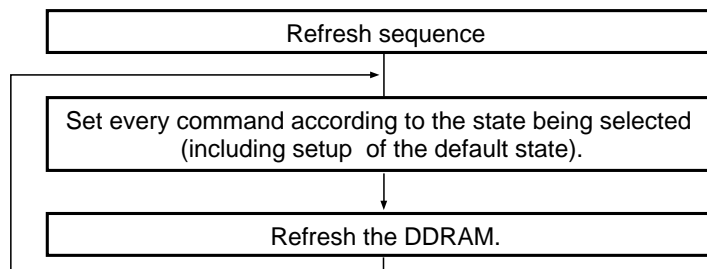 Refresh sequence
Set every command according to the state being selected
(including setup of the default state).
Refresh the DDRAM.